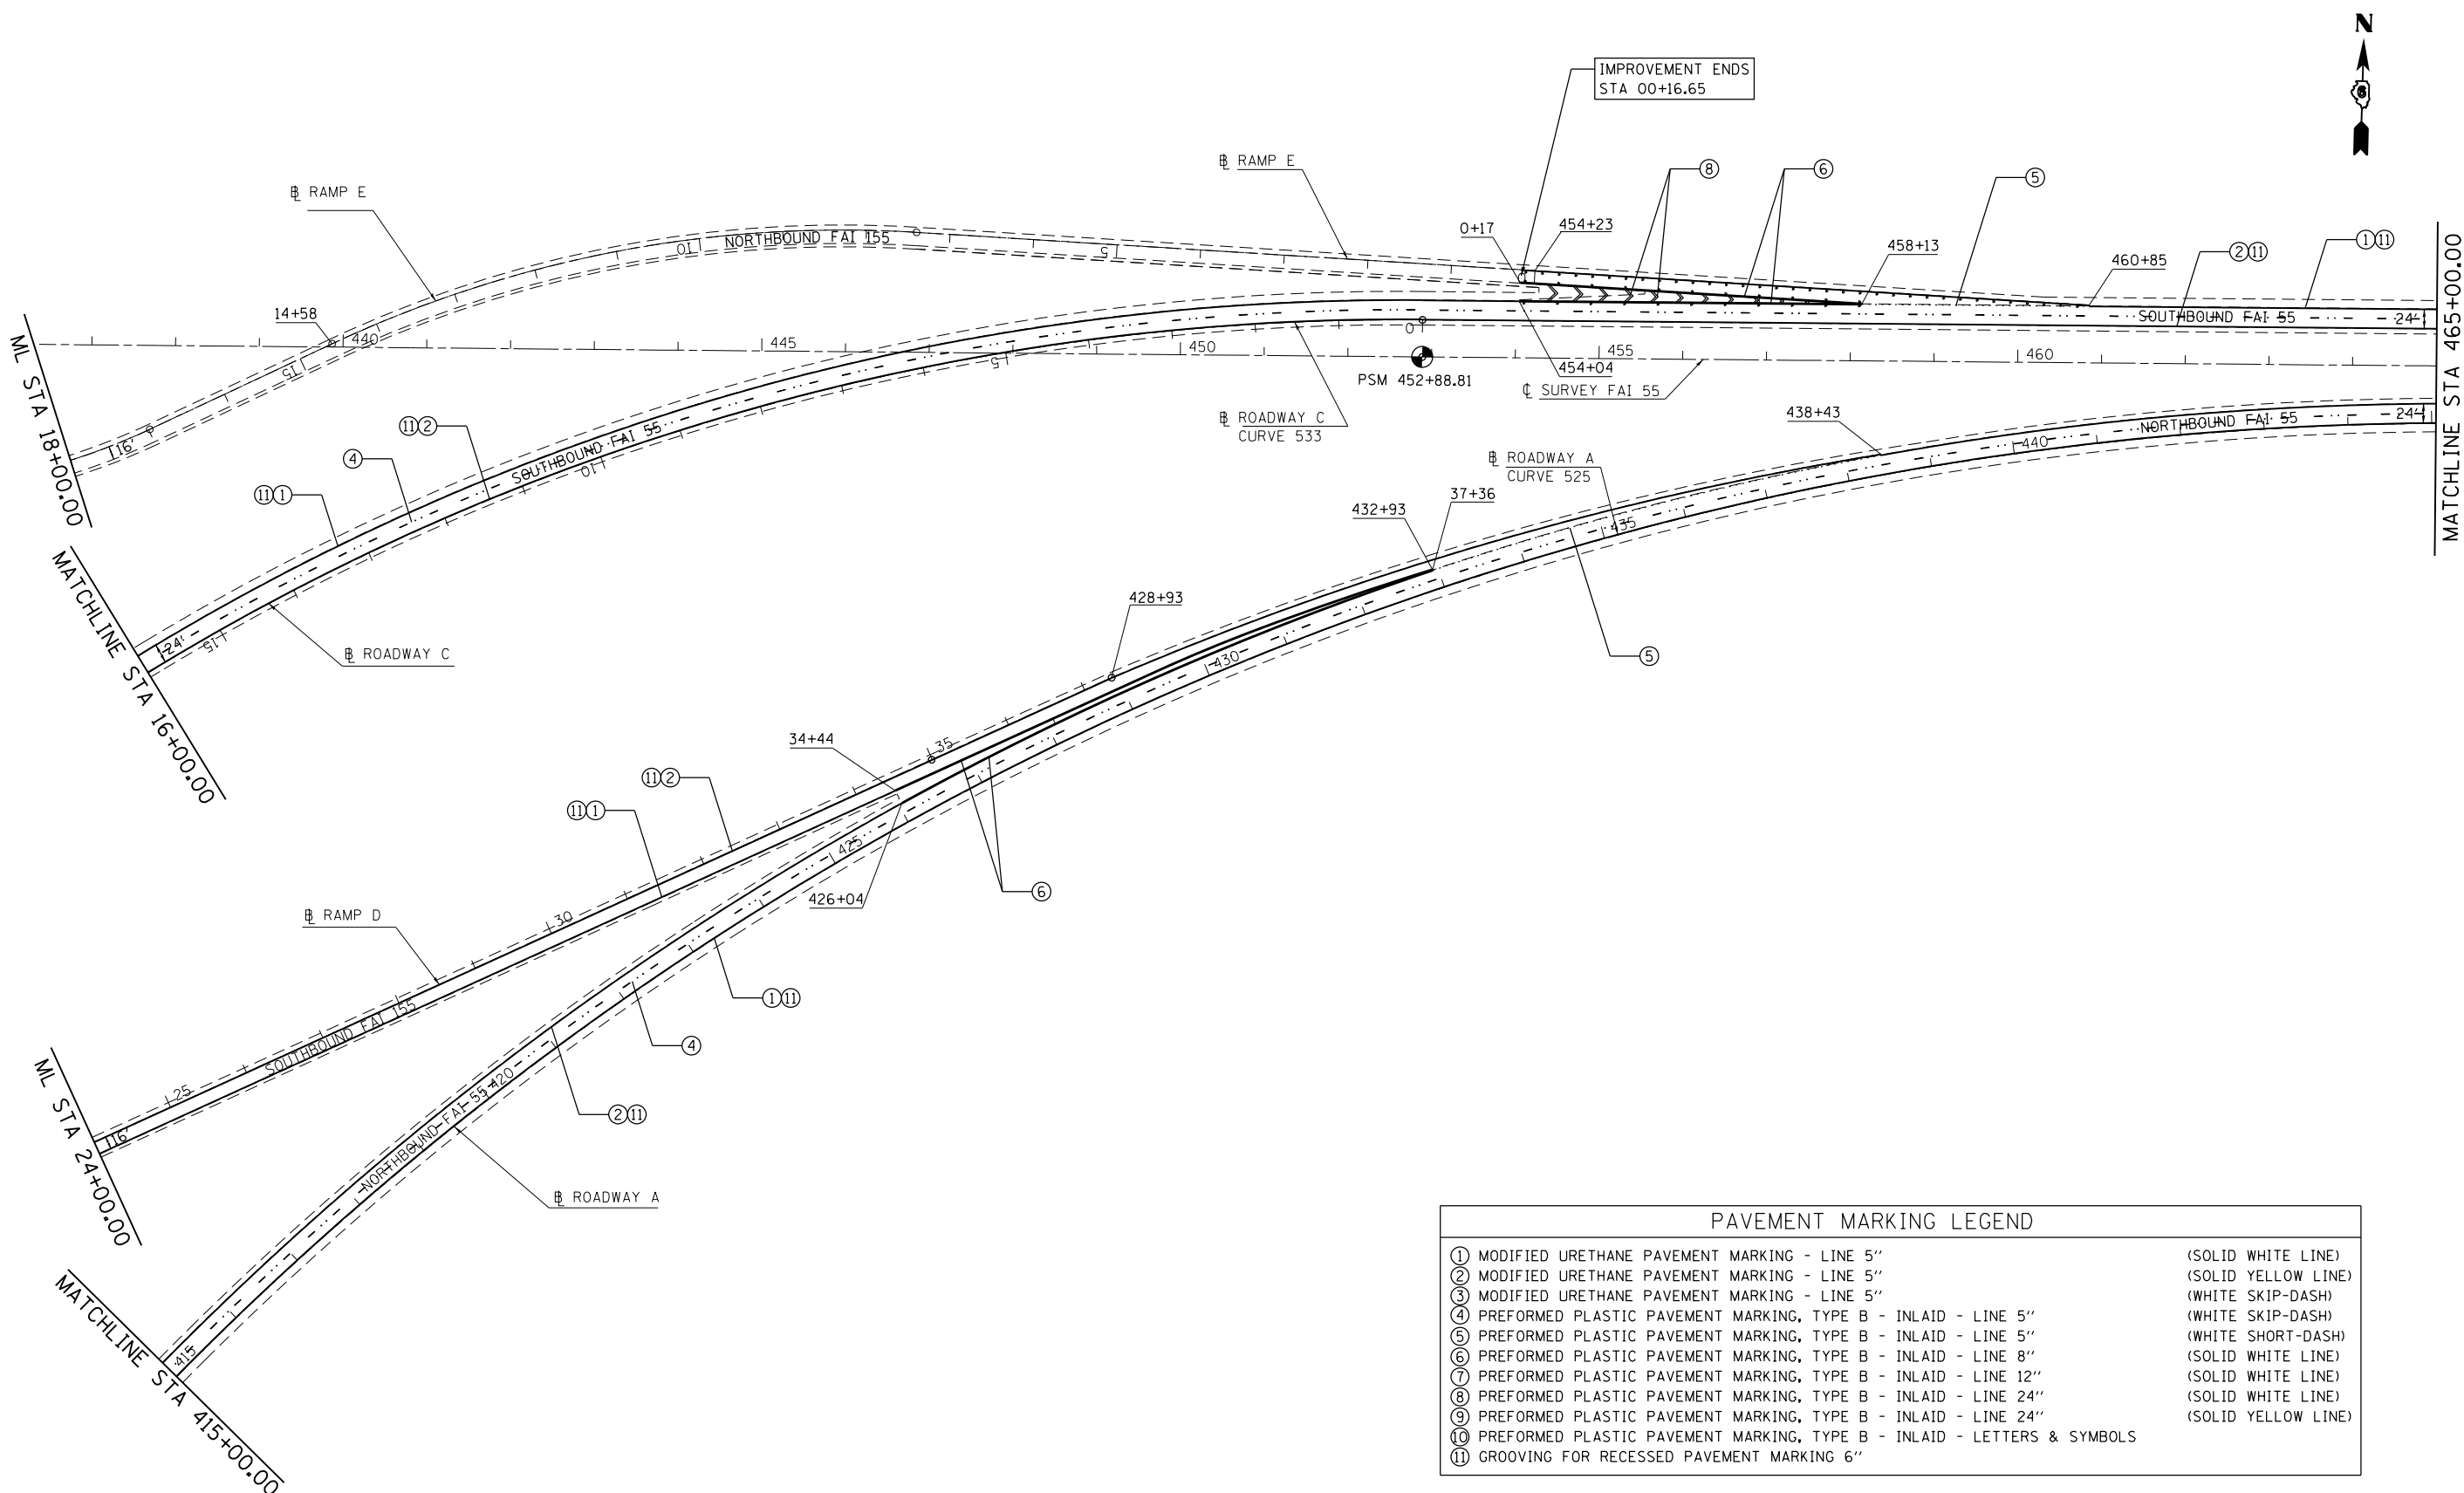 N
6
IMPROVEMENT ENDS
STA 00+16.65
℄ RAMP E
℄ RAMP E
8
6
5
0+17
454+23
458+13
460+85
2 11
1 11
NORTHBOUND FAI 155
10
5
14+58
15
440
445
450
455
460
0
SOUTHBOUND FAI 55
24'
MATCHLINE STA 465+00.00
454+04
PSM 452+88.81
℄ SURVEY FAI 55
ML STA 18+00.00
16'
11 2
4
11 1
SOUTHBOUND FAI 55
10
5
℄ ROADWAY C
CURVE 533
438+43
440
NORTHBOUND FAI 55
24'
℄ ROADWAY A
CURVE 525
37+36
432+93
435
MATCHLINE STA 16+00.00
24'
15
℄ ROADWAY C
428+93
430
5
34+44
35
11 2
11 1
425
426+04
6
℄ RAMP D
30
1 11
SOUTHBOUND FAI 155
4
25
ML STA 24+00.00
16'
2 11
NORTHBOUND FAI 55
420
℄ ROADWAY A
MATCHLINE STA 415+00.00
415
PAVEMENT MARKING LEGEND
1 MODIFIED URETHANE PAVEMENT MARKING - LINE 5'' (SOLID WHITE LINE)
2 MODIFIED URETHANE PAVEMENT MARKING - LINE 5'' (SOLID YELLOW LINE)
3 MODIFIED URETHANE PAVEMENT MARKING - LINE 5'' (WHITE SKIP-DASH)
4 PREFORMED PLASTIC PAVEMENT MARKING, TYPE B - INLAID - LINE 5'' (WHITE SKIP-DASH)
5 PREFORMED PLASTIC PAVEMENT MARKING, TYPE B - INLAID - LINE 5'' (WHITE SHORT-DASH)
6 PREFORMED PLASTIC PAVEMENT MARKING, TYPE B - INLAID - LINE 8'' (SOLID WHITE LINE)
7 PREFORMED PLASTIC PAVEMENT MARKING, TYPE B - INLAID - LINE 12'' (SOLID WHITE LINE)
8 PREFORMED PLASTIC PAVEMENT MARKING, TYPE B - INLAID - LINE 24'' (SOLID WHITE LINE)
9 PREFORMED PLASTIC PAVEMENT MARKING, TYPE B - INLAID - LINE 24'' (SOLID YELLOW LINE)
10 PREFORMED PLASTIC PAVEMENT MARKING, TYPE B - INLAID - LETTERS & SYMBOLS
11 GROOVING FOR RECESSED PAVEMENT MARKING 6''